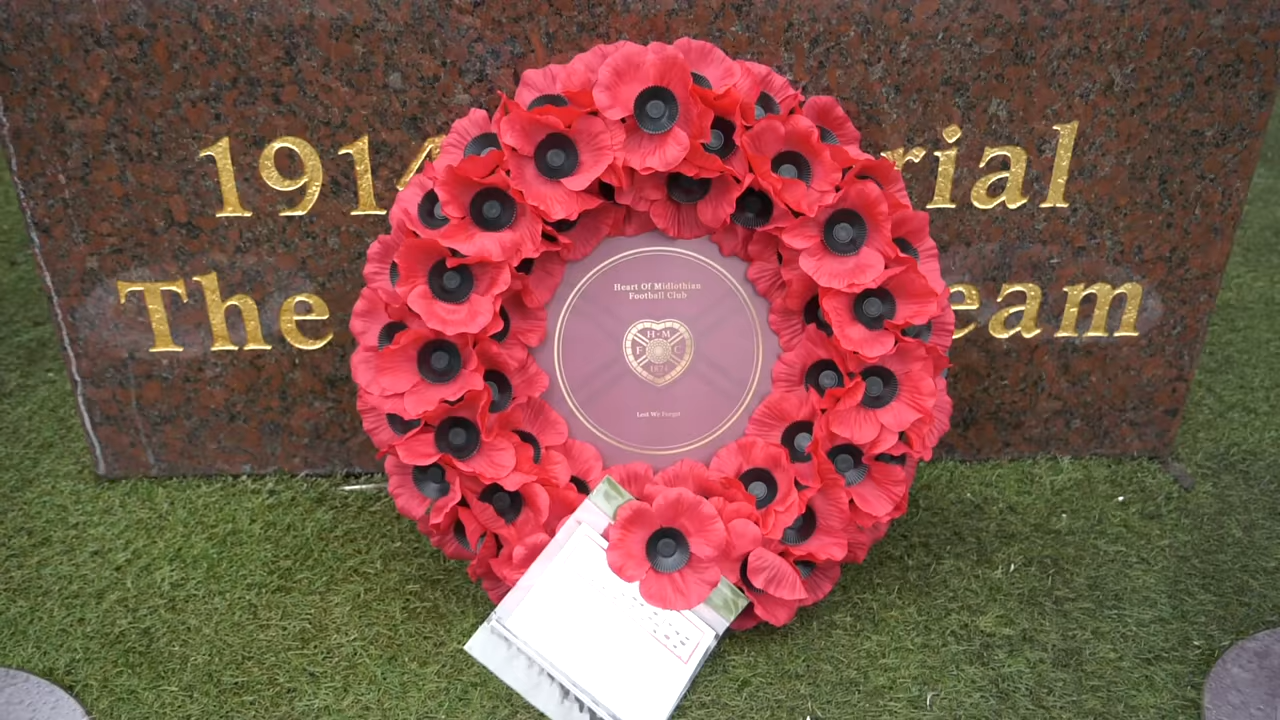 1914 rial
The eam
Heart Of Midlothian
Football Club
H M
F C
1874
Lest We Forget